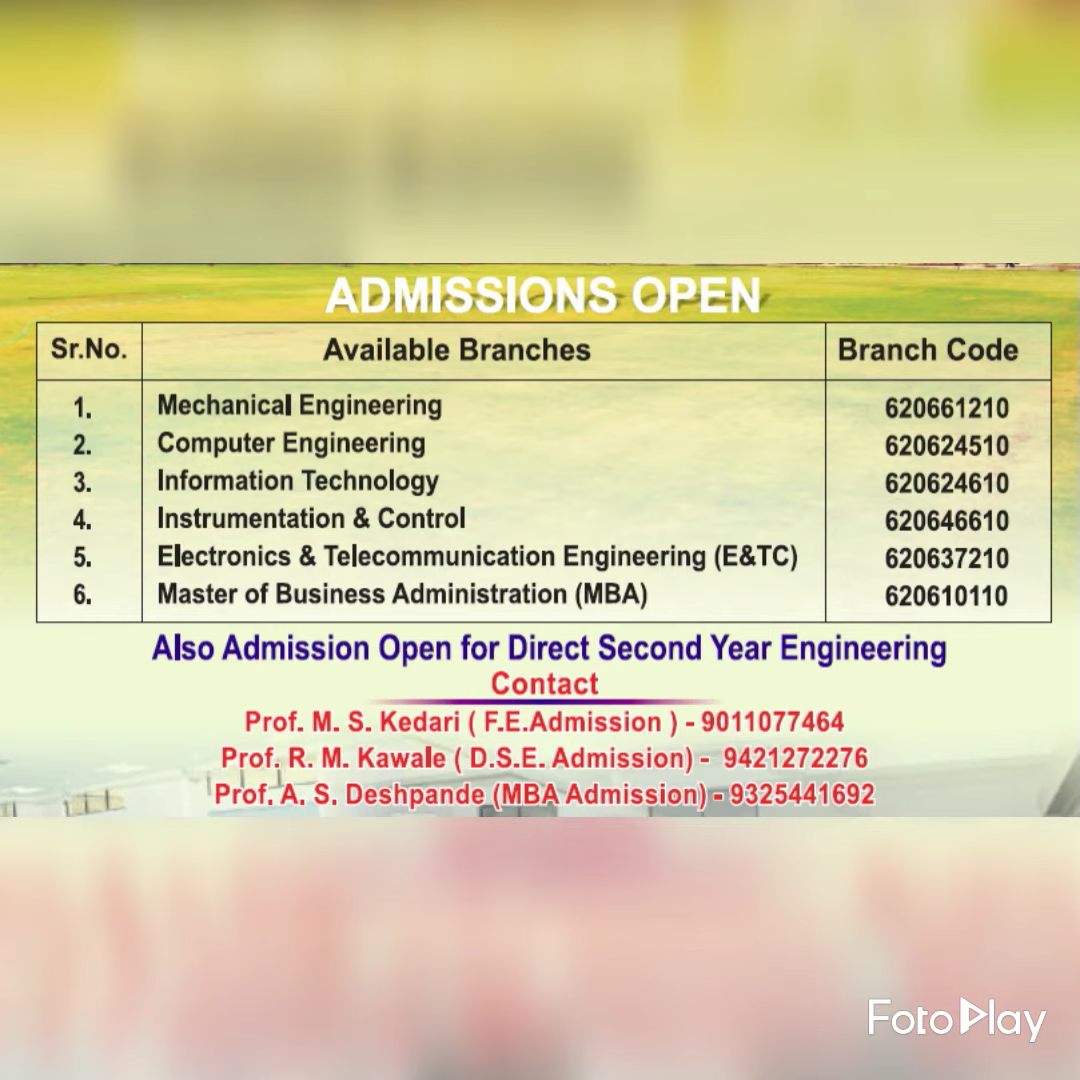 ADMISSIONS OPEN
Sr.No. Available Branches Branch Code
1. Mechanical Engineering 620661210
2. Computer Engineering 620624510
3. Information Technology 620624610
4. Instrumentation & Control 620646610
5. Electronics & Telecommunication Engineering (E&TC) 620637210
6. Master of Business Administration (MBA) 620610110
Also Admission Open for Direct Second Year Engineering
Contact
Prof. M. S. Kedari ( F.E.Admission ) - 9011077464
Prof. R. M. Kawale ( D.S.E. Admission) - 9421272276
Prof. A. S. Deshpande (MBA Admission) - 9325441692
FotoPlay